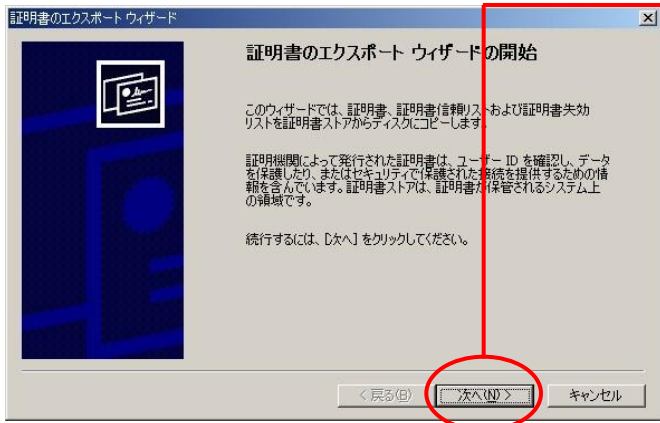 証明書のエクスポート ウィザード
証明書のエクスポート ウィザードの開始
このウィザードでは、証明書、証明書信頼リストおよび証明書失効
リストを証明書ストアからディスクにコピーします。
証明機関によって発行された証明書は、ユーザー ID を確認し、データ
を保護したり、またはセキュリティで保護された接続を提供するための情
報を含んでいます。証明書ストアは、証明書が保管されるシステム上
の領域です。
続行するには、[次へ] をクリックしてください。
< 戻る(B) 次へ(N) > キャンセル